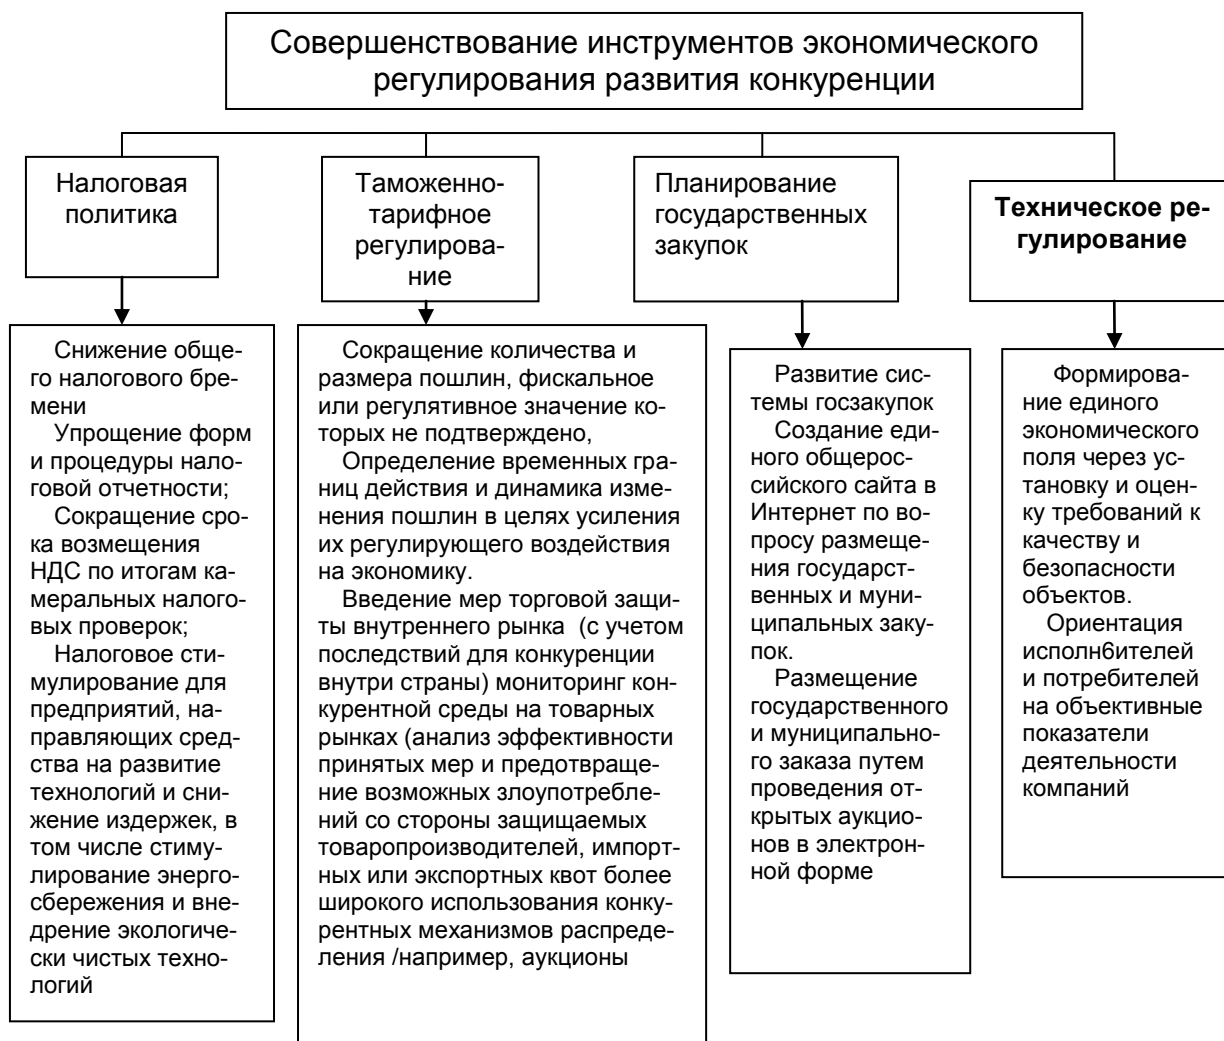 Совершенствование инструментов экономического
регулирования развития конкуренции
Налоговая
политика
Таможенно-
тарифное
регулирова-
ние
Планирование
государственных
закупок
Техническое ре-
гулирование
Снижение обще-
го налогового бре-
мени
Упрощение форм
и процедуры нало-
говой отчетности;
Сокращение сро-
ка возмещения
НДС по итогам ка-
меральных налого-
вых проверок;
Налоговое сти-
мулирование для
предприятий, на-
правляющих сред-
ства на развитие
технологий и сни-
жение издержек, в
том числе стиму-
лирование энерго-
сбережения и вне-
дрение экологиче-
ски чистых техно-
логий
Сокращение количества и
размера пошлин, фискальное
или регулятивное значение ко-
торых не подтверждено,
Определение временных гра-
ниц действия и динамика изме-
нения пошлин в целях усиления
их регулирующего воздействия
на экономику.
Введение мер торговой защи-
ты внутреннего рынка (с учетом
последствий для конкуренции
внутри страны) мониторинг кон-
курентной среды на товарных
рынках (анализ эффективности
принятых мер и предотвраще-
ние возможных злоупотребле-
ний со стороны защищаемых
товаропроизводителей, импорт-
ных или экспортных квот более
широкого использования конку-
рентных механизмов распреде-
ления /например, аукционы
Развитие сис-
темы госзакупок
Создание еди-
ного общерос-
сийского сайта в
Интернет по во-
просу размеще-
ния государст-
венных и муни-
ципальных заку-
пок.
Размещение
государственного
и муниципально-
го заказа путем
проведения от-
крытых аукцио-
нов в электрон-
ной форме
Формирова-
ние единого
экономического
поля через ус-
тановку и оцен-
ку требований к
качеству и
безопасности
объектов.
Ориентация
исполн6ителей
и потребителей
на объективные
показатели
деятельности
компаний